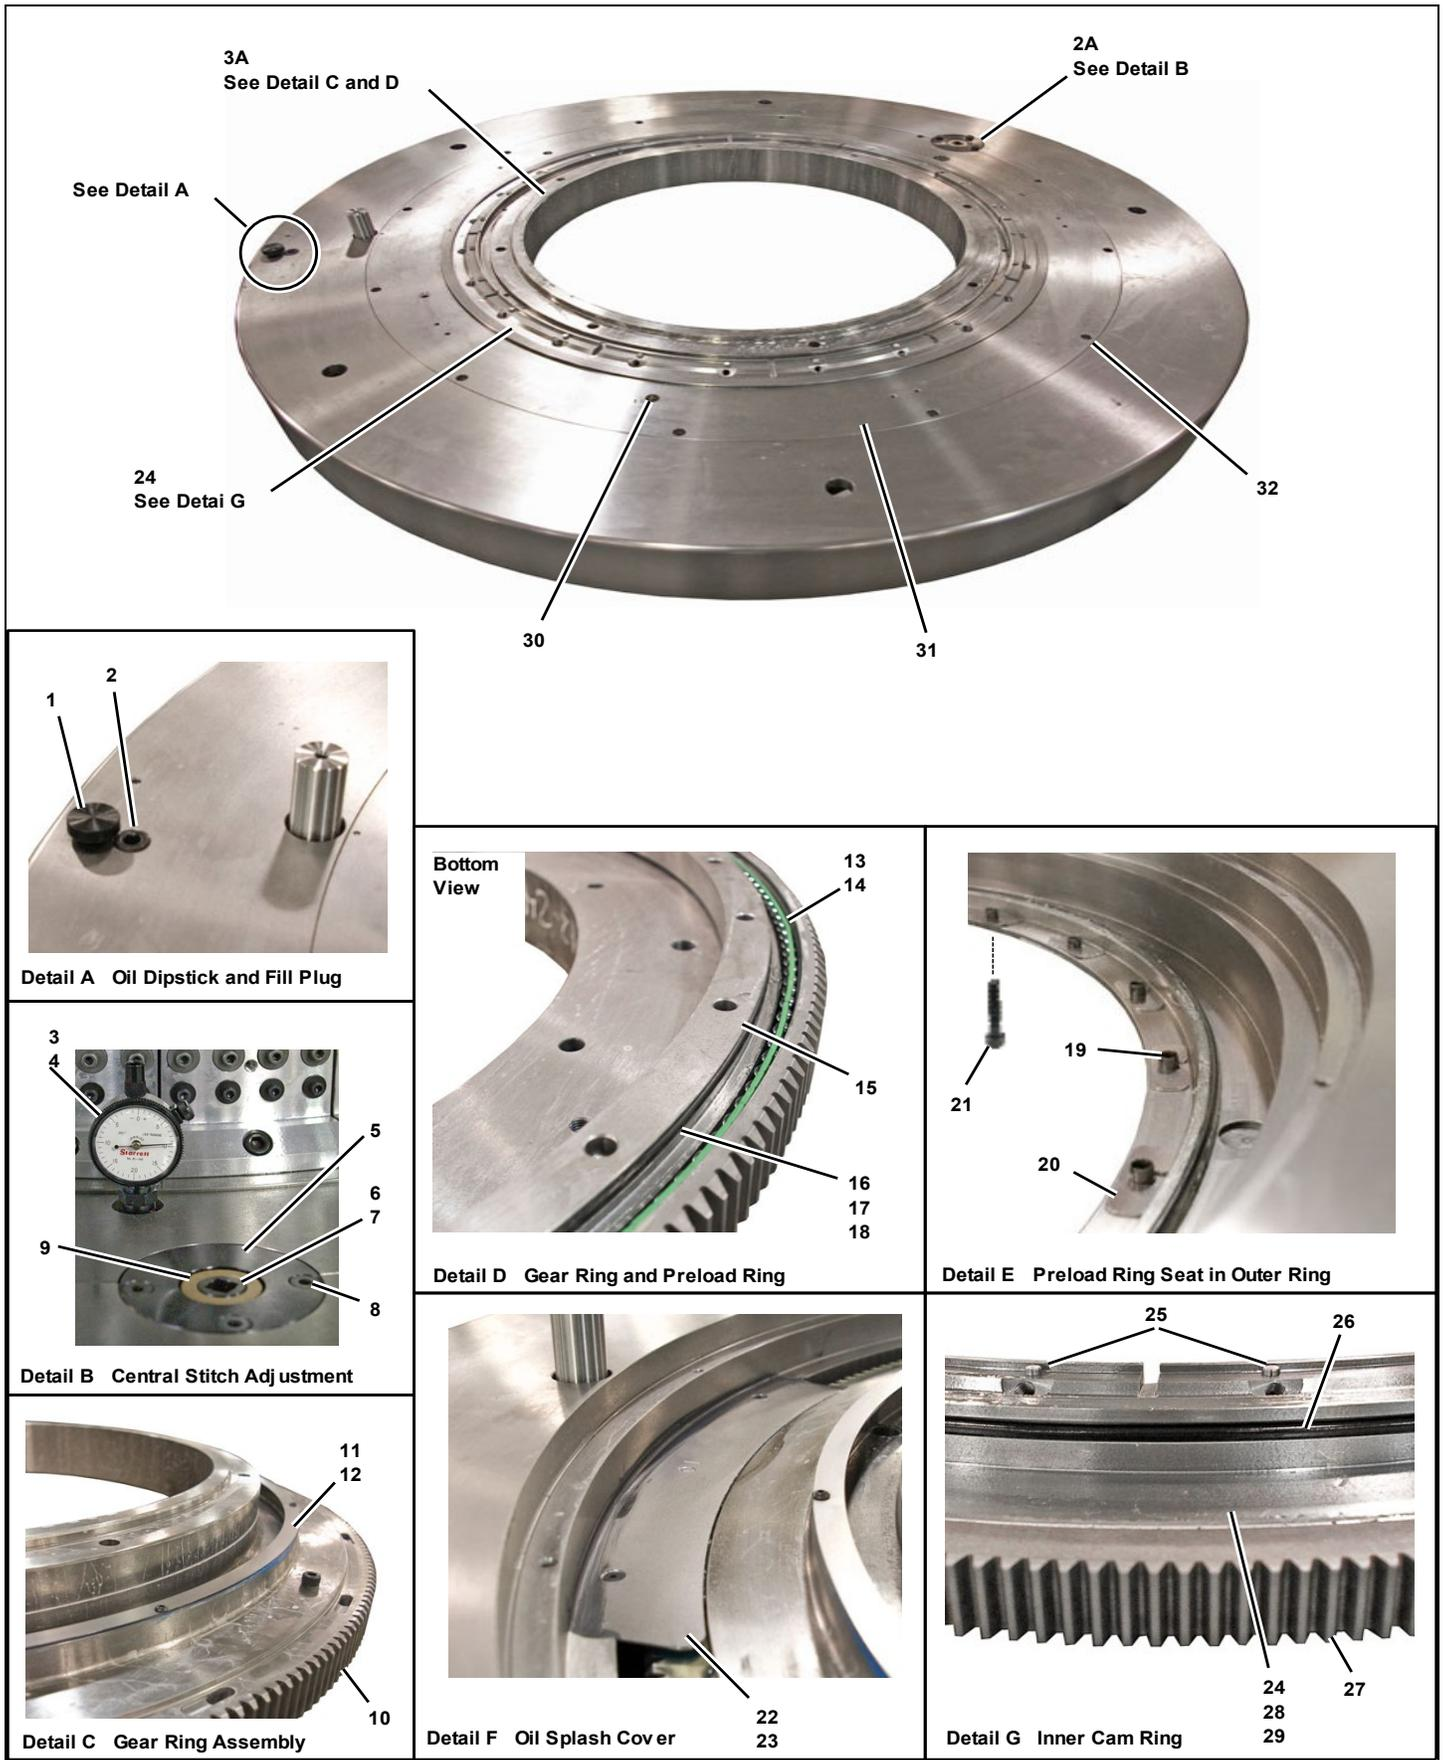 3A
See Detail C and D
2A
See Detail B
See Detail A
24
See Detai G
32
30
31
1
2
Detail A Oil Dipstick and Fill Plug
3
4
Starrett
5
6
7
9
8
Detail B Central Stitch Adjustment
11
12
10
Detail C Gear Ring Assembly
Bottom
View
13
14
15
16
17
18
Detail D Gear Ring and Preload Ring
19
21
20
Detail E Preload Ring Seat in Outer Ring
22
23
Detail F Oil Splash Cover
25
26
24
28
29
27
Detail G Inner Cam Ring